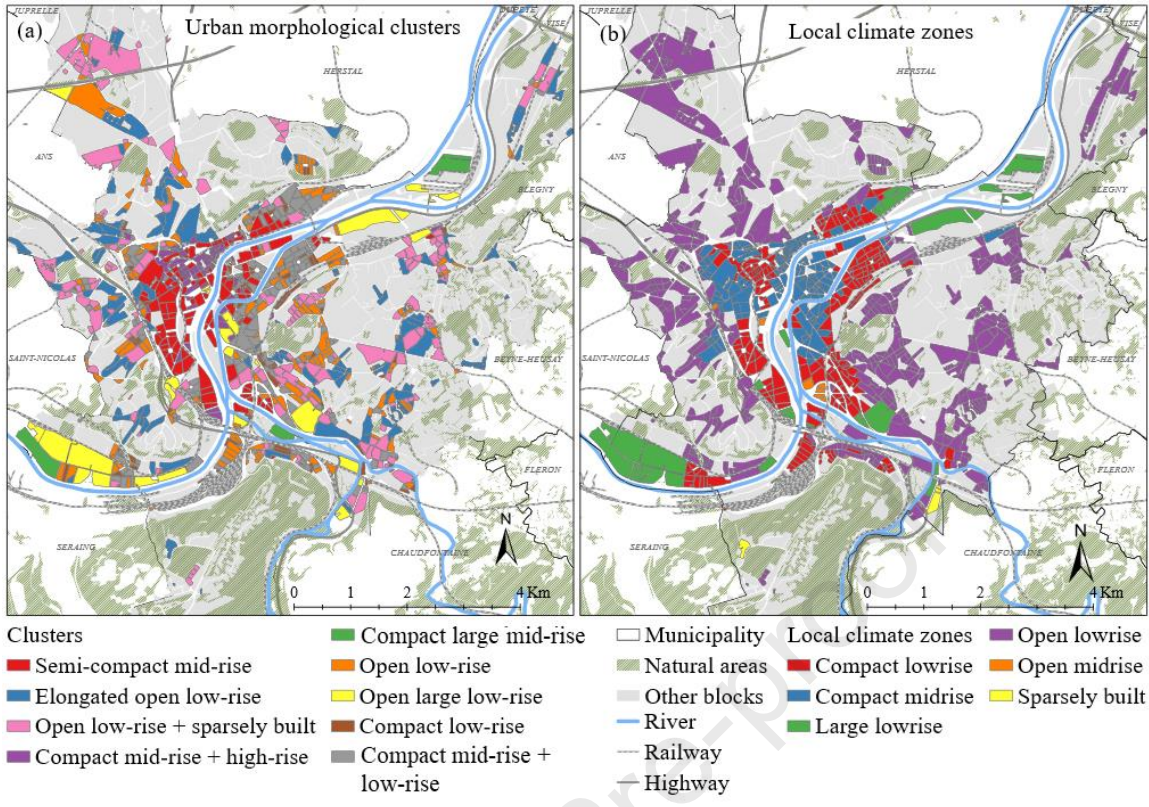 (a) Urban morphological clusters
JUPRELLE
HERSTAL
VISE
ANS
BLEGNY
SAINT-NICOLAS
BEYNE-HEUSAY
FLERON
SERAING
CHAUDFONTAINE
N
0 1 2 4 Km
(b) Local climate zones
JUPRELLE
HERSTAL
OUPEYE
VISE
ANS
BLEGNY
SAINT-NICOLAS
BEYNE-HEUSAY
FLERON
SERAING
CHAUDFONTAINE
N
0 1 2 4 Km
Clusters
Semi-compact mid-rise
Elongated open low-rise
Open low-rise + sparsely built
Compact mid-rise + high-rise
Compact large mid-rise
Open low-rise
Open large low-rise
Compact low-rise
Compact mid-rise +
low-rise
Municipality
Natural areas
Other blocks
River
Railway
Highway
Local climate zones
Compact lowrise
Compact midrise
Large lowrise
Open lowrise
Open midrise
Sparsely built